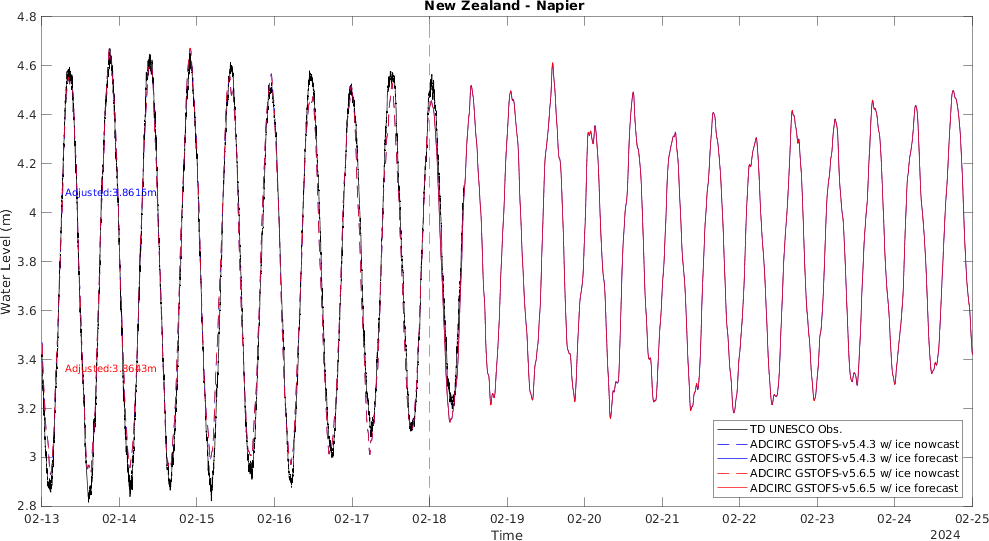 New Zealand - Napier
Water Level (m)
4.8
4.6
4.4
4.2
4
3.8
3.6
3.4
3.2
3
2.8
Adjusted:3.8615m
Adjusted:3.8643m
TD UNESCO Obs.
ADCIRC GSTOFS-v5.4.3 w/ ice nowcast
ADCIRC GSTOFS-v5.4.3 w/ ice forecast
ADCIRC GSTOFS-v5.6.5 w/ ice nowcast
ADCIRC GSTOFS-v5.6.5 w/ ice forecast
02-13 02-14 02-15 02-16 02-17 02-18 02-19 02-20 02-21 02-22 02-23 02-24 02-25
Time
2024